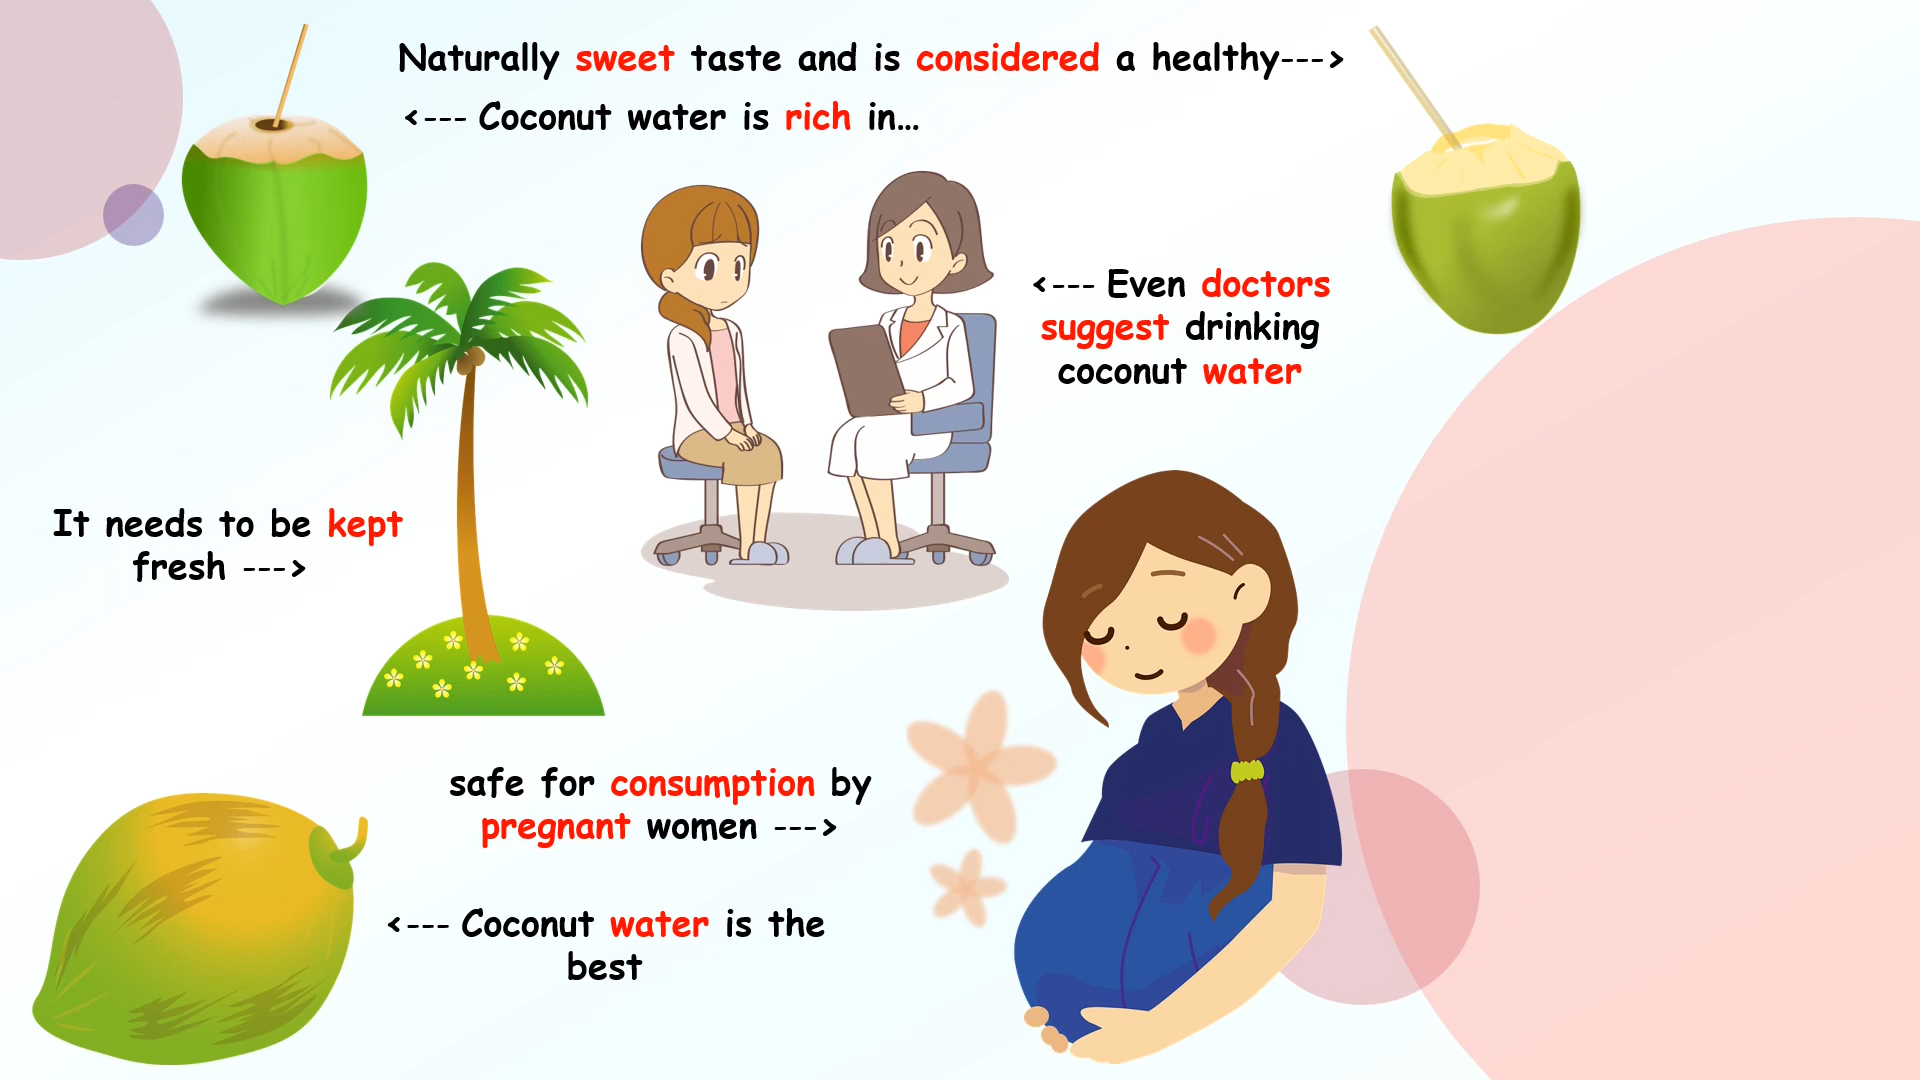 Naturally sweet taste and is considered a healthy--->
<--- Coconut water is rich in...
<--- Even doctors
suggest drinking
coconut water
It needs to be kept
fresh --->
safe for consumption by
pregnant women --->
<--- Coconut water is the
best